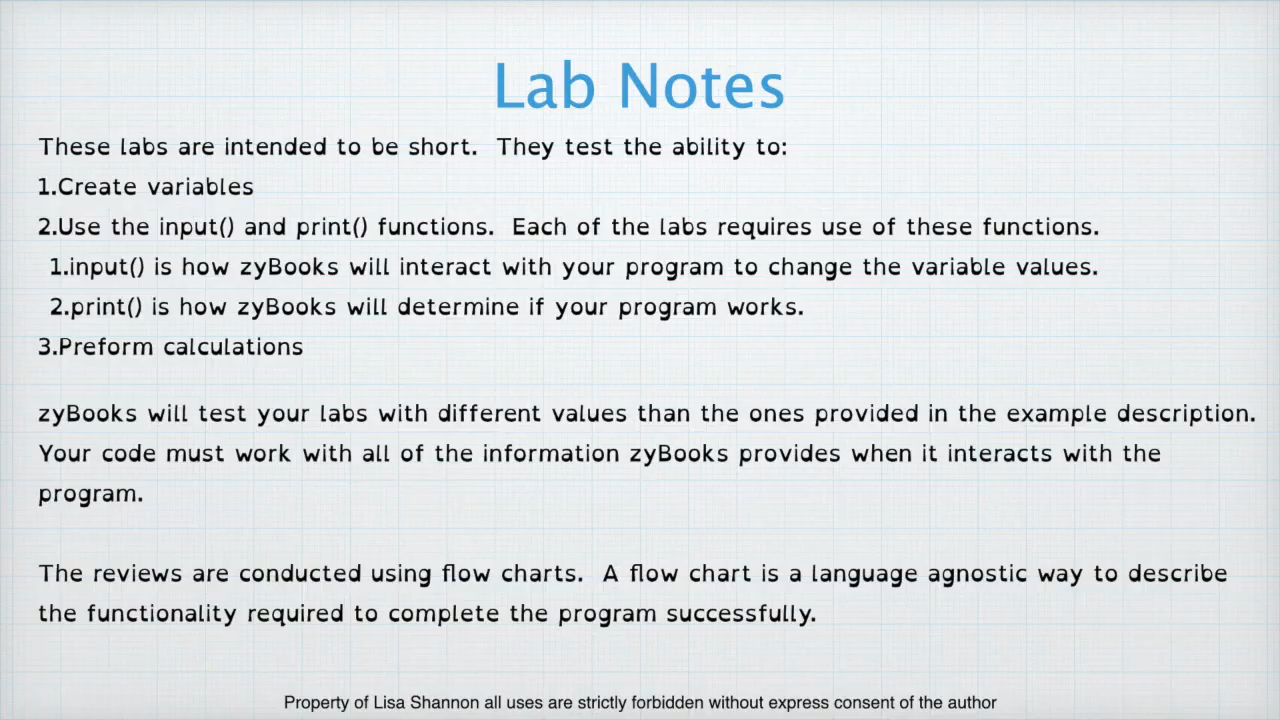 Lab Notes
These labs are intended to be short.  They test the ability to:
1.Create variables
2.Use the input() and print() functions.  Each of the labs requires use of these functions.
1.input() is how zyBooks will interact with your program to change the variable values.
2.print() is how zyBooks will determine if your program works.
3.Preform calculations
zyBooks will test your labs with different values than the ones provided in the example description.
Your code must work with all of the information zyBooks provides when it interacts with the
program.
The reviews are conducted using flow charts.  A flow chart is a language agnostic way to describe
the functionality required to complete the program successfully.
Property of Lisa Shannon all uses are strictly forbidden without express consent of the author